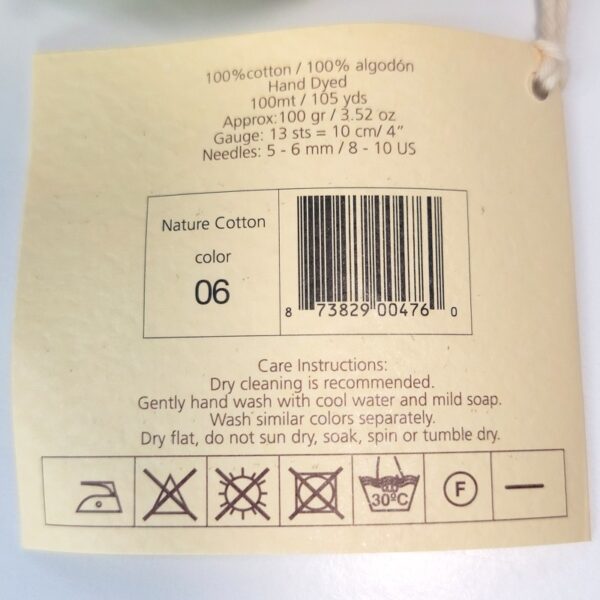 100%cotton / 100% algodón
Hand Dyed
100mt / 105 yds
Approx:100 gr / 3.52 oz
Gauge: 13 sts = 10 cm/ 4”
Needles: 5 - 6 mm / 8 - 10 US
Nature Cotton
color
06
8 73829 00476 0
Care Instructions:
Dry cleaning is recommended.
Gently hand wash with cool water and mild soap.
Wash similar colors separately.
Dry flat, do not sun dry, soak, spin or tumble dry.
30ºC F